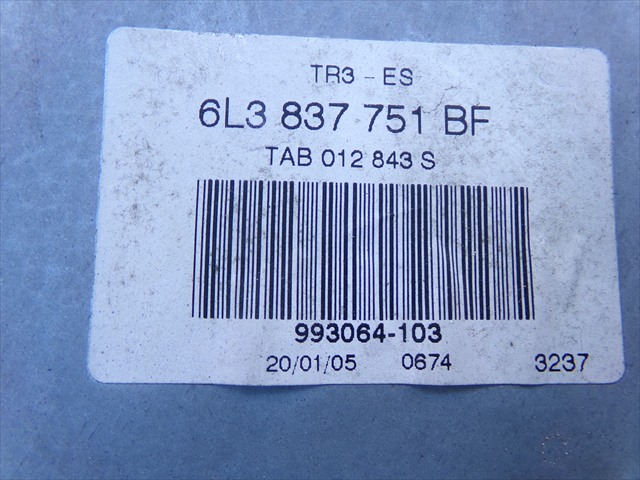 TR3 - ES
6L3 837 751 BF
TAB 012 843 S
993064-103
20/01/05 0674 3237